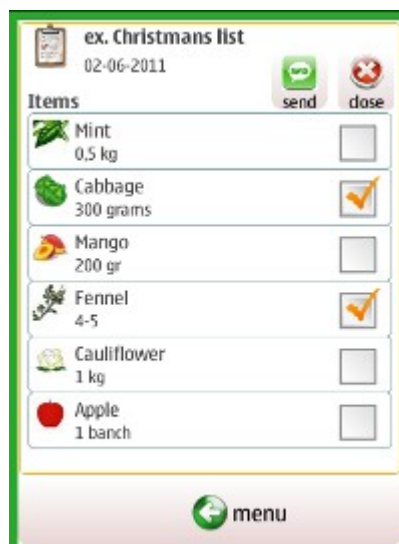 ex. Christmans list
02-06-2011
send
close
Items
Mint
0,5 kg
Cabbage
300 grams
Mango
200 gr
Fennel
4-5
Cauliflower
1 kg
Apple
1 banch
menu